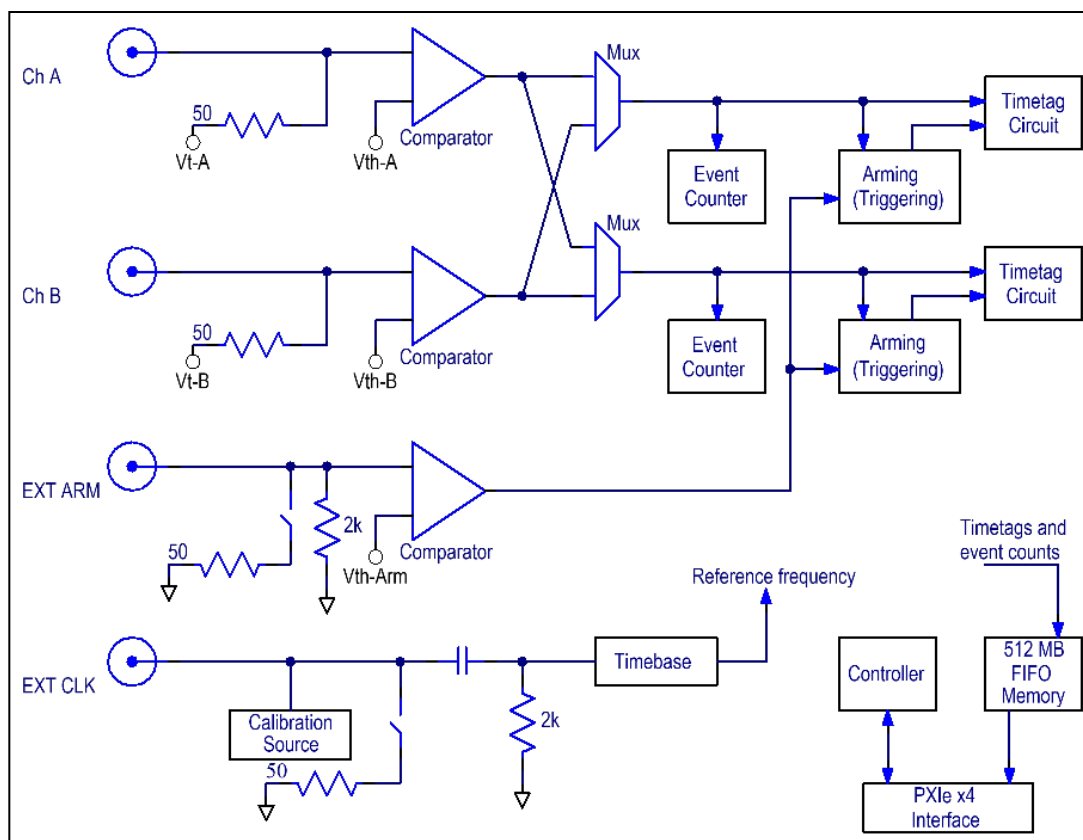 Ch A
50
Vt-A
Vth-A
Comparator
Mux
Event
Counter
Arming
(Triggering)
Timetag
Circuit
Ch B
50
Vt-B
Vth-B
Comparator
Mux
Event
Counter
Arming
(Triggering)
Timetag
Circuit
EXT ARM
50
2k
Vth-Arm
Comparator
Timetags and
event counts
Reference frequency
EXT CLK
Calibration
Source
50
2k
Timebase
Controller
512 MB
FIFO
Memory
PXIe x4
Interface